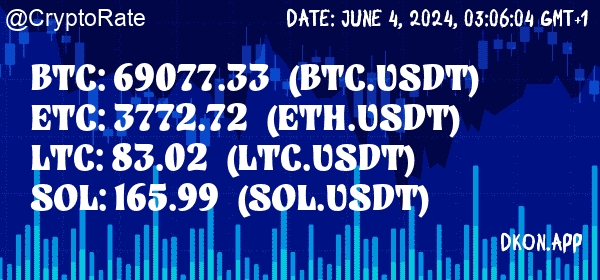 @CryptoRate
DATE: JUNE 4, 2024, 03:06:04 GMT+1
BTC: 69077.33 (BTC.USDT)
ETC: 3772.72 (ETH.USDT)
LTC: 83.02 (LTC.USDT)
SOL: 165.99 (SOL.USDT)
DKON.APP